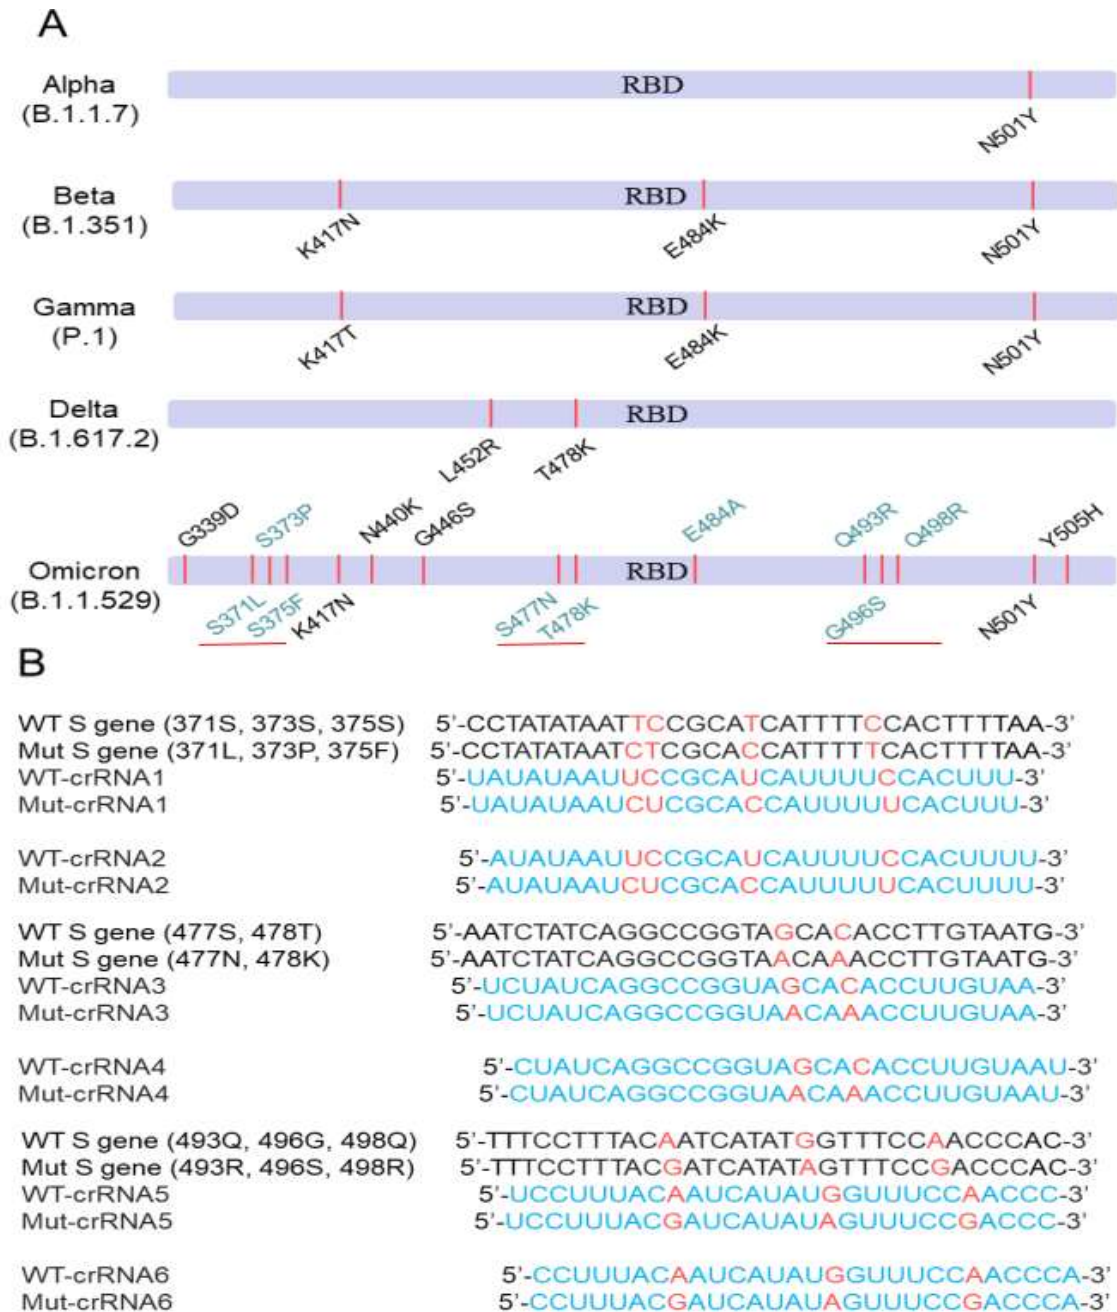 A
Alpha
(B.1.1.7)
RBD
N501Y
Beta
(B.1.351)
RBD
K417N
E484K
N501Y
Gamma
(P.1)
RBD
K417T
E484K
N501Y
Delta
(B.1.617.2)
RBD
L452R
T478K
G339D
S373P
N440K
G446S
E484A
Q493R
Q498R
Y505H
Omicron
(B.1.1.529)
RBD
S371L
S375F
K417N
S477N
T478K
G496S
N501Y
B
WT S gene (371S, 373S, 375S) 5'-CCTATATAATTCCGCATCATTTTCCACTTTTAA-3'
Mut S gene (371L, 373P, 375F) 5'-CCTATATAATCTCGCACCATTTTTCACTTTTAA-3'
WT-crRNA1 5'-UAUAUAAUUCCGCAUCAUUUUCCACUUU-3'
Mut-crRNA1 5'-UAUAUAAUCUCGCACCAUUUUUCACUUU-3'
WT-crRNA2 5'-AUAUAAUUCCGCAUCAUUUUCCACUUUU-3'
Mut-crRNA2 5'-AUAUAAUCUCGCACCAUUUUUCACUUUU-3'
WT S gene (477S, 478T) 5'-AATCTATCAGGCCGGTAGCACACCTTGTAATG-3'
Mut S gene (477N, 478K) 5'-AATCTATCAGGCCGGTAACAAACCTTGTAATG-3'
WT-crRNA3 5'-UCUAUCAGGCCGGUAGCACACCUUGUAA-3'
Mut-crRNA3 5'-UCUAUCAGGCCGGUAACAAACCUUGUAA-3'
WT-crRNA4 5'-CUAUCAGGCCGGUAGCACACCUUGUAAU-3'
Mut-crRNA4 5'-CUAUCAGGCCGGUAACAAACCUUGUAAU-3'
WT S gene (493Q, 496G, 498Q) 5'-TTTCCTTTACAATCATATGGTTTCCAACCCAC-3'
Mut S gene (493R, 496S, 498R) 5'-TTTCCTTTACGATCATATAGTTTCCGACCCAC-3'
WT-crRNA5 5'-UCCUUUACAAUCAUAUGGUUUCCAACCC-3'
Mut-crRNA5 5'-UCCUUUACGAUCAUAUAGUUUCCGACCC-3'
WT-crRNA6 5'-CCUUUACAAUCAUAUGGUUUCCAACCCA-3'
Mut-crRNA6 5'-CCUUUACGAUCAUAUAGUUUCCGACCCA-3'